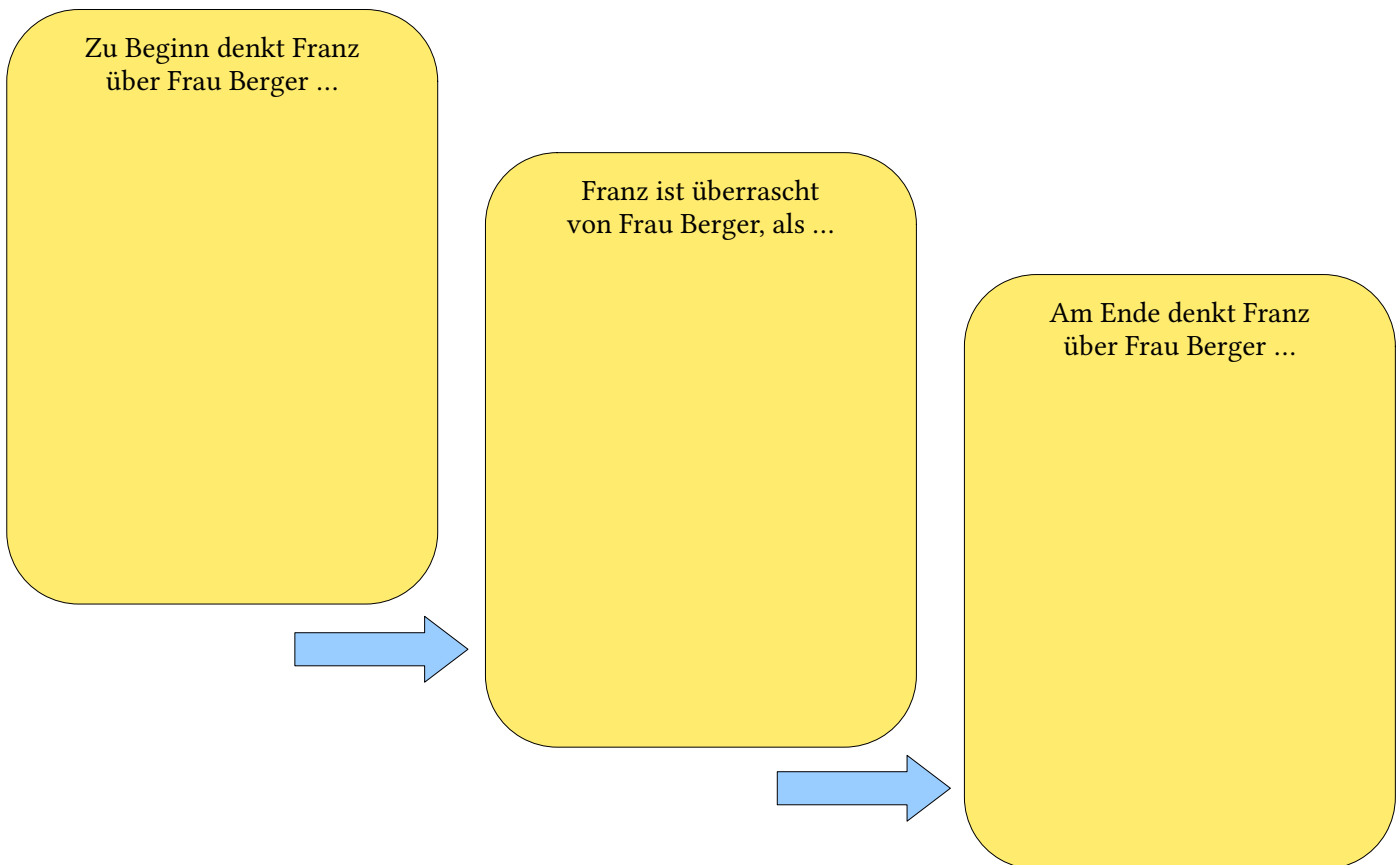 Zu Beginn denkt Franz
über Frau Berger …
Franz ist überrascht
von Frau Berger, als …
Am Ende denkt Franz
über Frau Berger …